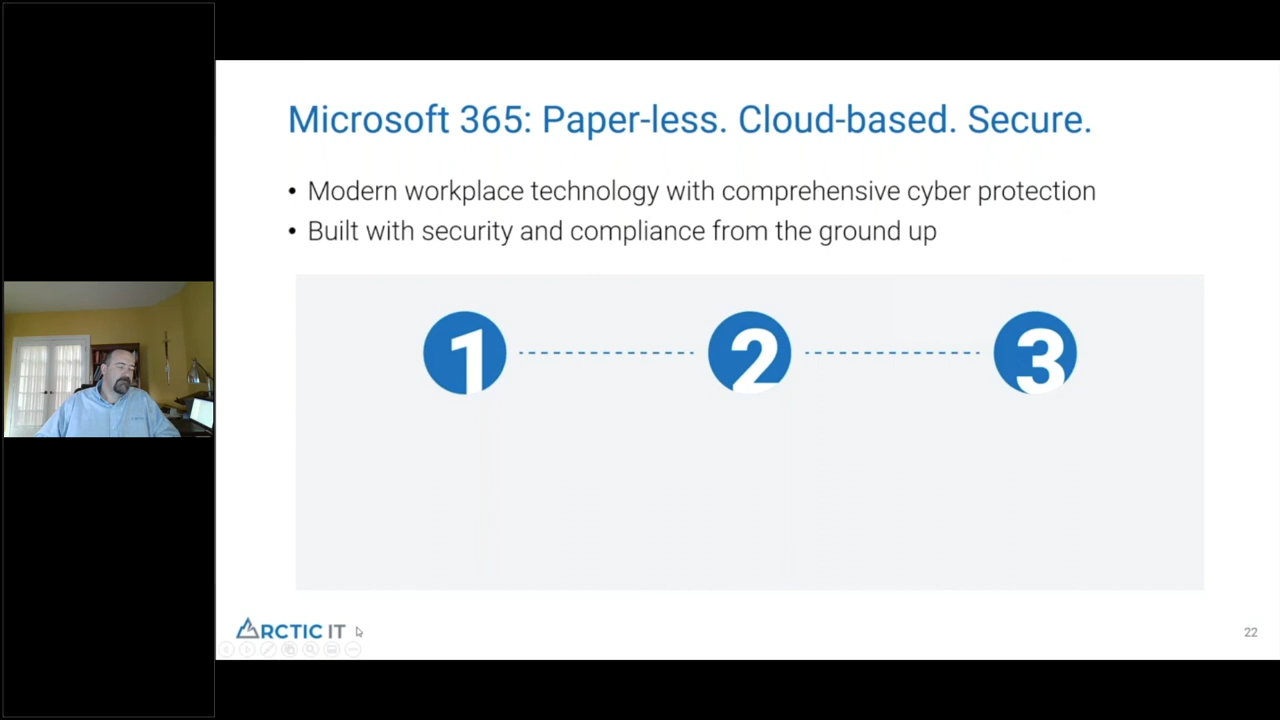 Microsoft 365: Paper-less. Cloud-based. Secure.
• Modern workplace technology with comprehensive cyber protection
• Built with security and compliance from the ground up
1 2 3
ARCTIC IT
22